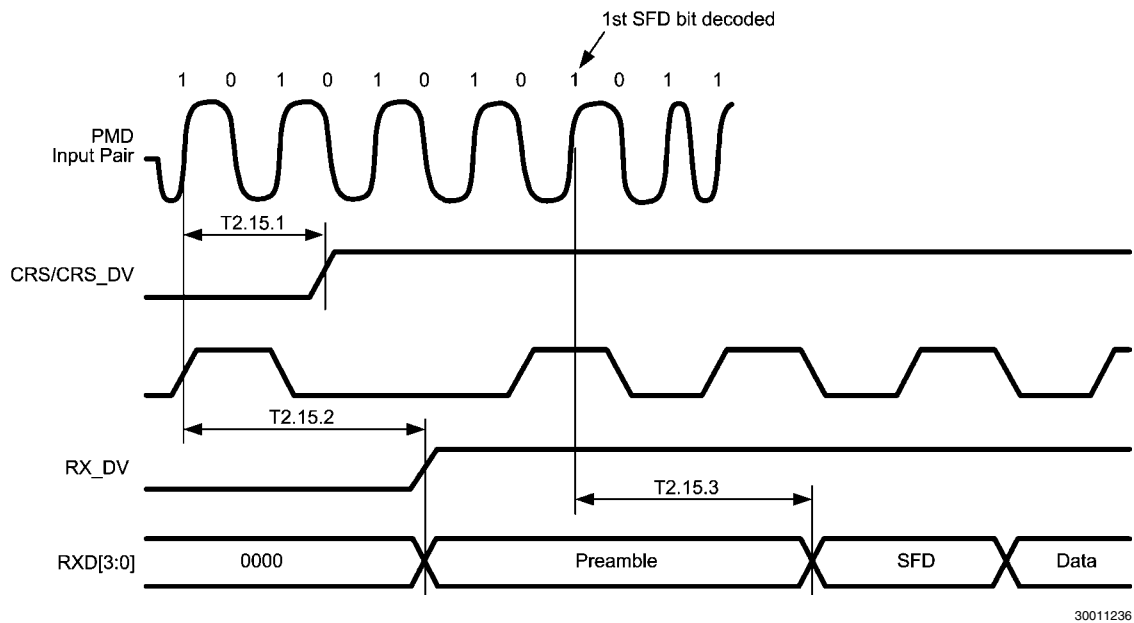 1st SFD bit decoded
1 0 1 0 1 0 1 0 1 0 1 1
PMD
Input Pair
T2.15.1
CRS/CRS_DV
T2.15.2
RX_DV
T2.15.3
RXD[3:0]
0000
Preamble
SFD
Data
30011236